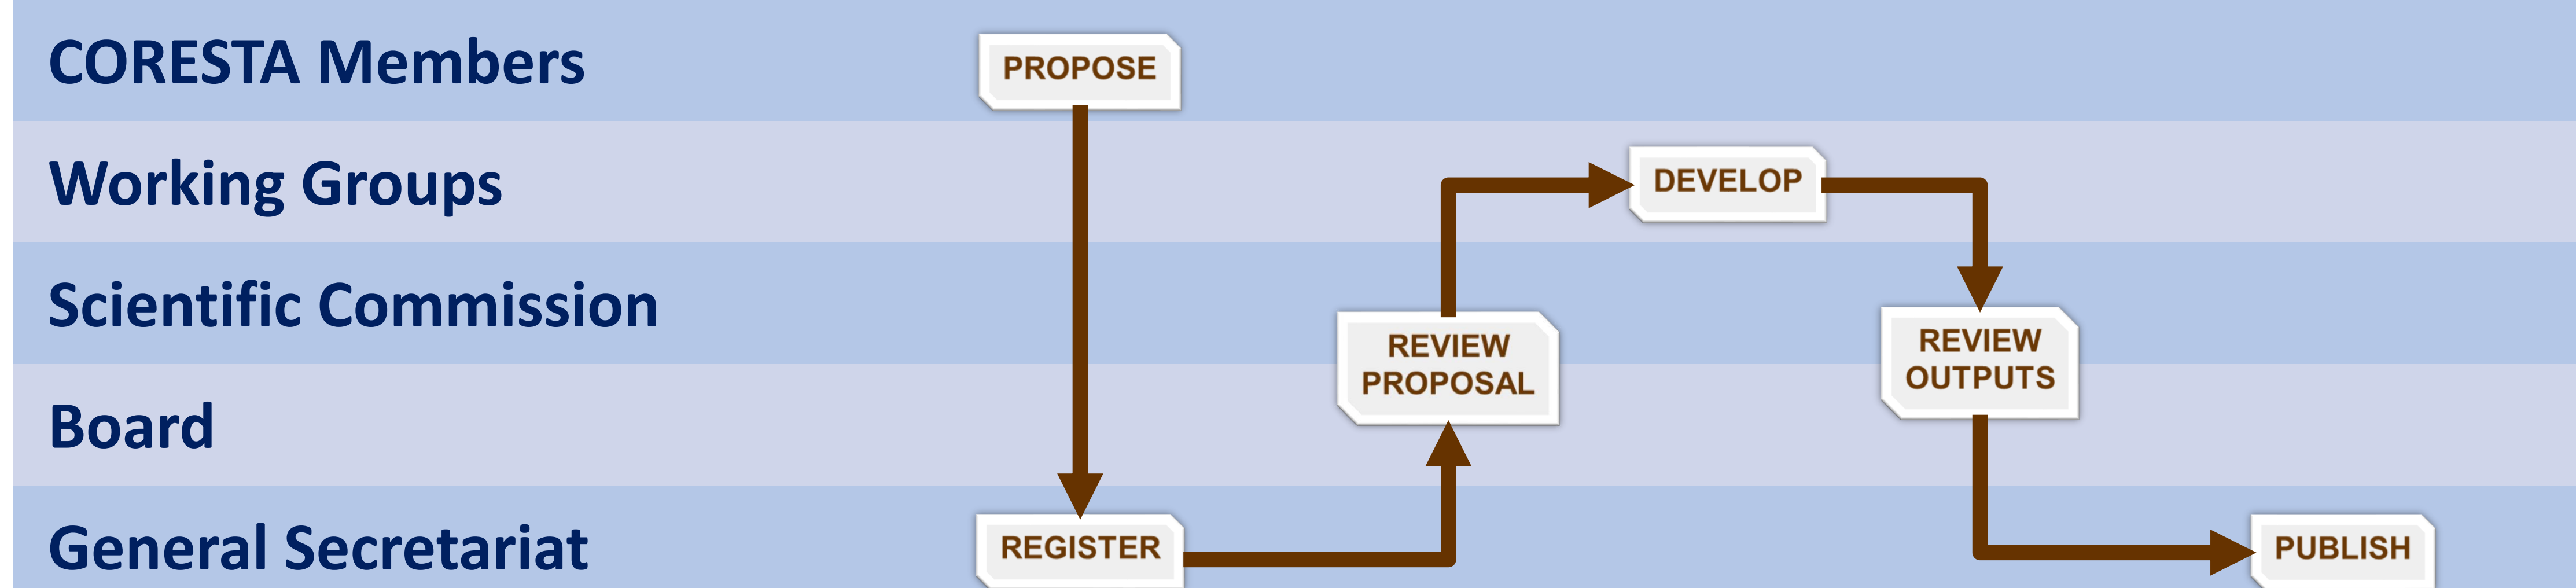 CORESTA Members
PROPOSE
Working Groups
DEVELOP
Scientific Commission
REVIEW
PROPOSAL
REVIEW
OUTPUTS
Board
General Secretariat
REGISTER
PUBLISH